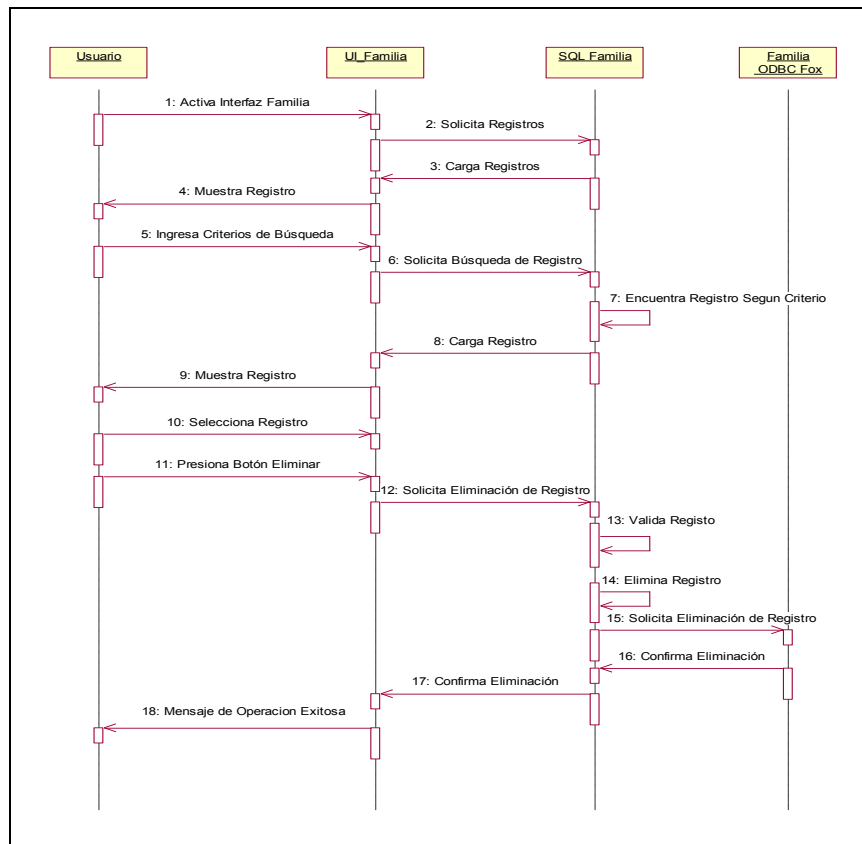 Usuario
UI_Familia
SQL Familia
Familia
_ODBC Fox
1: Activa Interfaz Familia
2: Solicita Registros
3: Carga Registros
4: Muestra Registro
5: Ingresa Criterios de Búsqueda
6: Solicita Búsqueda de Registro
7: Encuentra Registro Segun Criterio
8: Carga Registro
9: Muestra Registro
10: Selecciona Registro
11: Presiona Botón Eliminar
12: Solicita Eliminación de Registro
13: Valida Registo
14: Elimina Registro
15: Solicita Eliminación de Registro
16: Confirma Eliminación
17: Confirma Eliminación
18: Mensaje de Operacion Exitosa